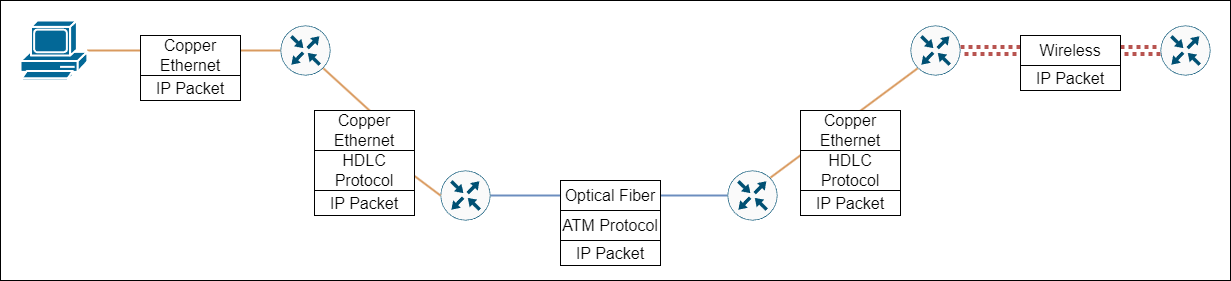 Copper
Ethernet
IP Packet
Copper
Ethernet
HDLC
Protocol
IP Packet
Optical Fiber
ATM Protocol
IP Packet
Copper
Ethernet
HDLC
Protocol
IP Packet
Wireless
IP Packet